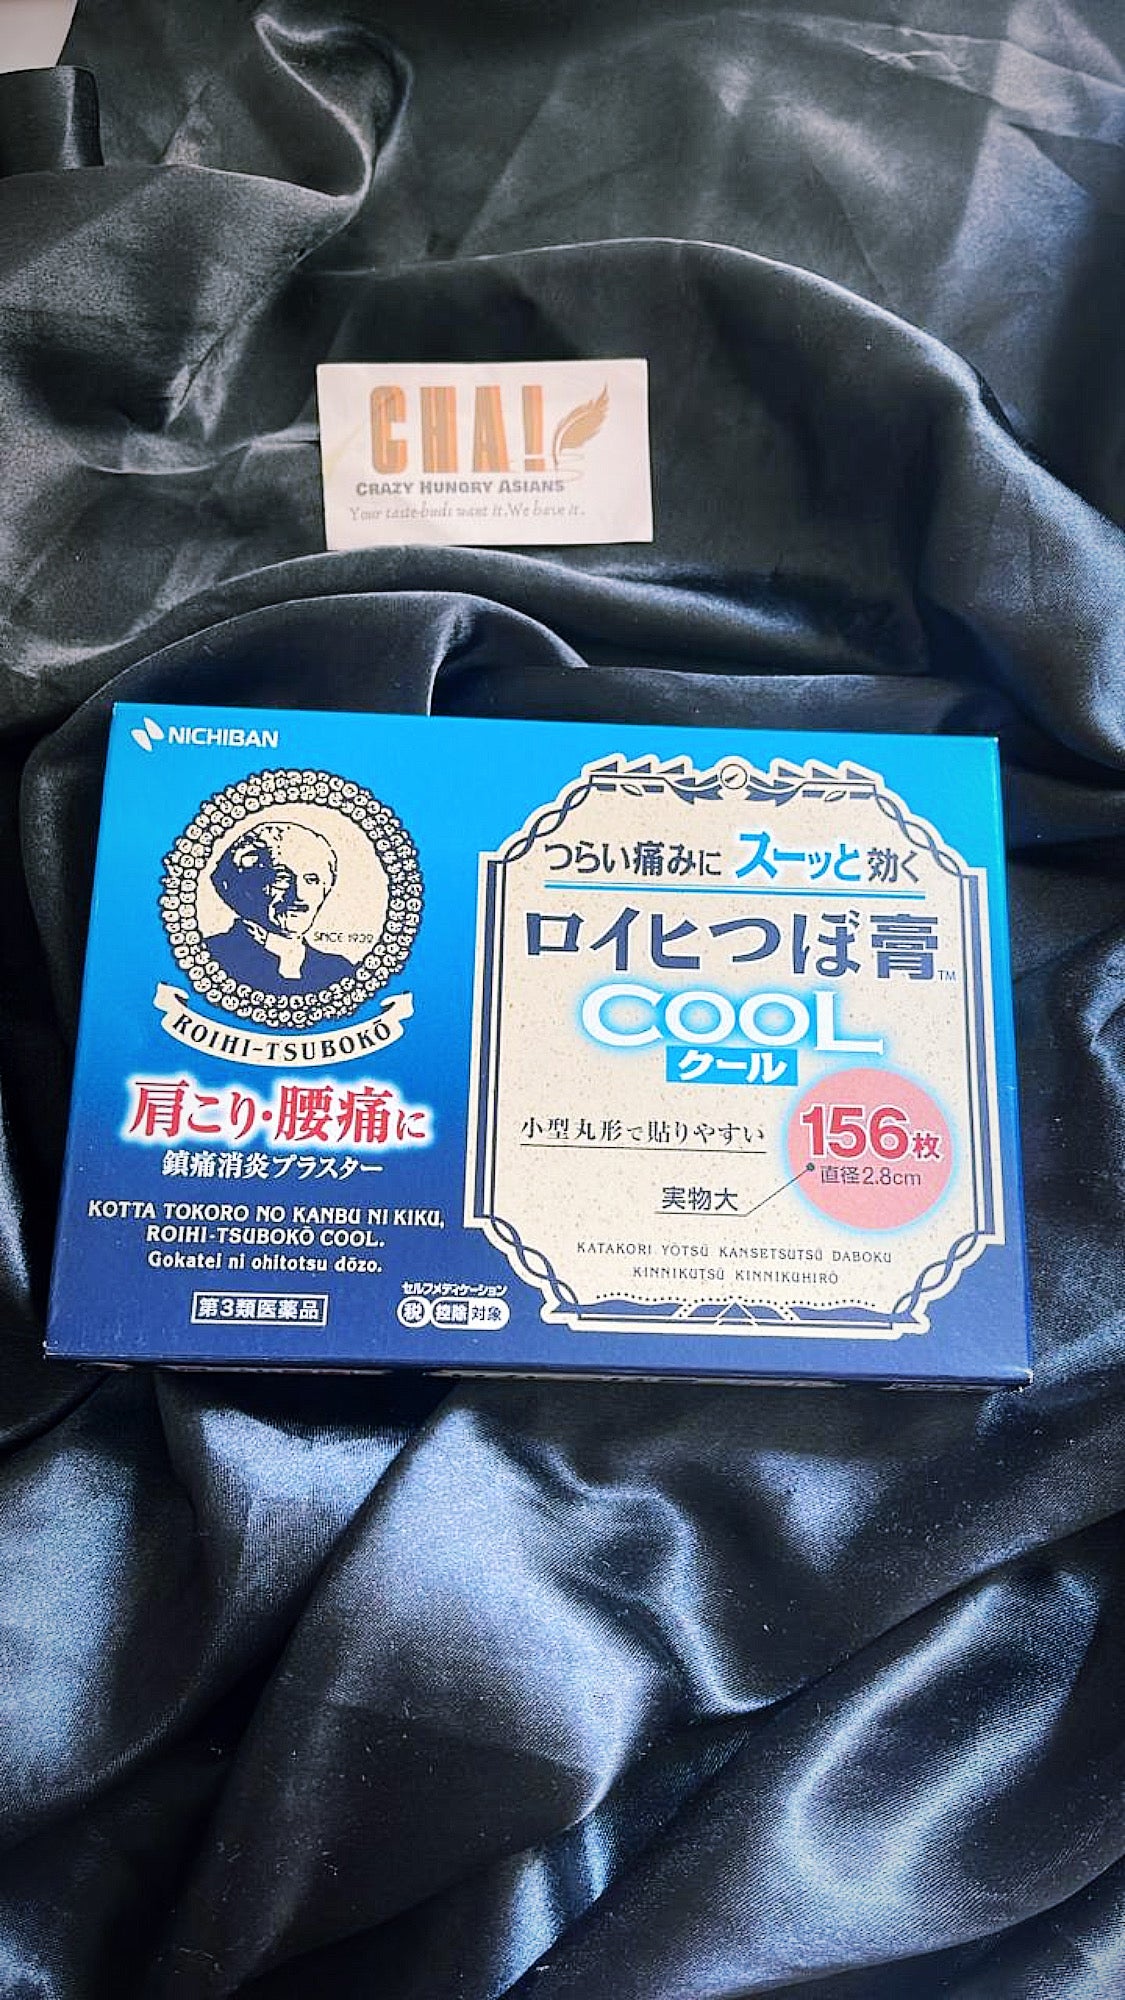 CHA!
CRAZY HUNGRY ASIANS
Your taste-buds want it.We have it.
NICHIBAN
SINCE 1932
ROIHI-TSUBOKŌ
肩こり・腰痛に
鎮痛消炎プラスター
KOTTA TOKORO NO KANBU NI KIKU,
ROIHI-TSUBOKŌ COOL.
Gokatei ni ohitotsu dōzo.
第3類医薬品
セルフメディケーション
税 控除 対象
つらい痛みに スーッと効く
ロイヒつぼ膏™
COOL
クール
小型丸形で貼りやすい
156枚
直径2.8cm
実物大
KATAKORI YŌTSŪ KANSETSUTSŪ DABOKU
KINNIKUTSŪ KINNIKUHIRŌ